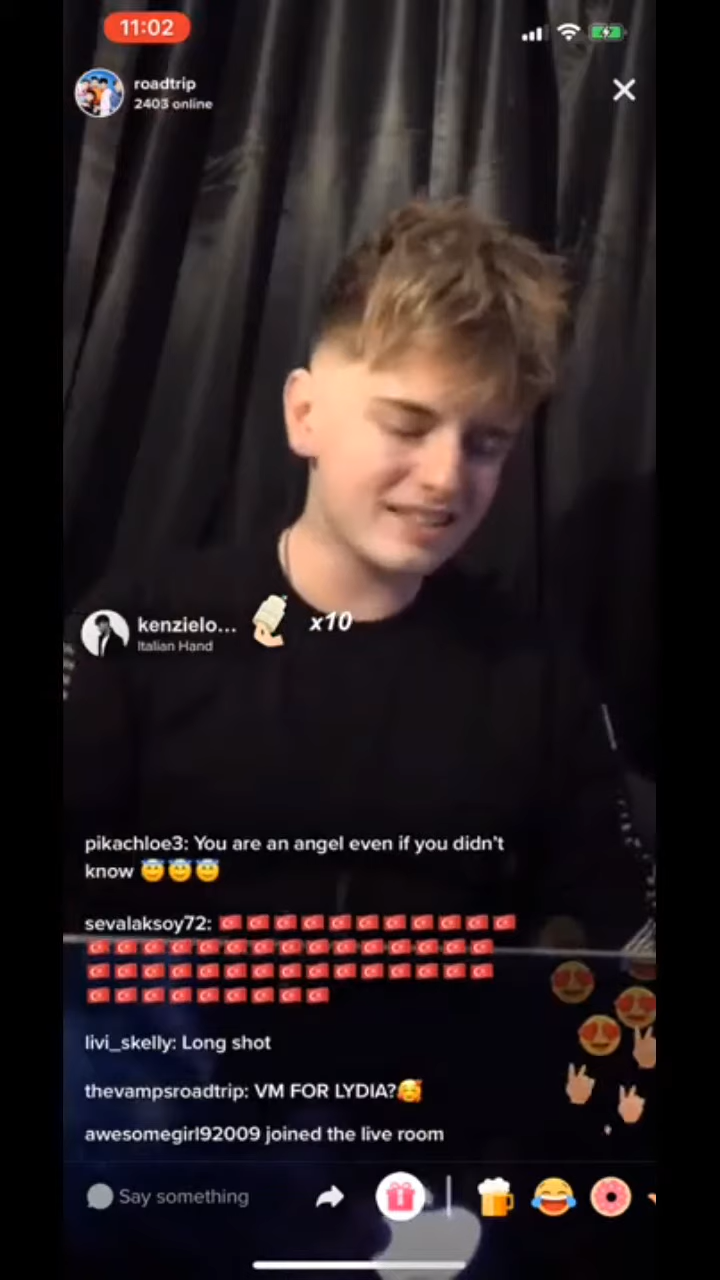 11:02
roadtrip
2403 online
kenzielo...
x10
Italian Hand
pikachloe3: You are an angel even if you didn't
know 😇😇😇
sevalaksoy72: 🇹🇷🇹🇷🇹🇷🇹🇷🇹🇷🇹🇷🇹🇷🇹🇷🇹🇷🇹🇷🇹🇷
🇹🇷🇹🇷🇹🇷🇹🇷🇹🇷🇹🇷🇹🇷🇹🇷🇹🇷🇹🇷🇹🇷🇹🇷🇹🇷🇹🇷🇹🇷
🇹🇷🇹🇷🇹🇷🇹🇷🇹🇷🇹🇷🇹🇷🇹🇷🇹🇷🇹🇷🇹🇷🇹🇷🇹🇷🇹🇷🇹🇷
🇹🇷🇹🇷🇹🇷🇹🇷🇹🇷🇹🇷🇹🇷🇹🇷🇹🇷
livi_skelly: Long shot
thevampsroadtrip: VM FOR LYDIA?🥰
awesomegirl92009 joined the live room
Say something